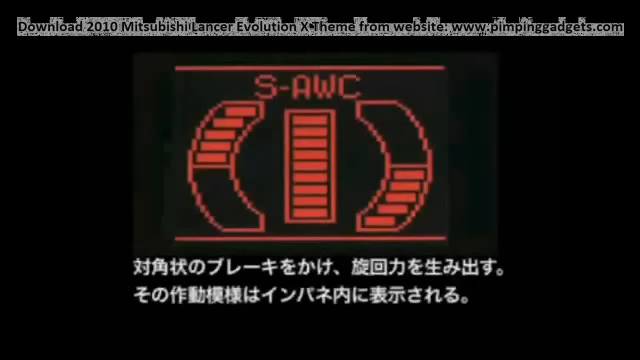 Download 2010 Mitsubishi Lancer Evolution X Theme from website: www.pimpinggadgets.com
S-AWC
対角状のブレーキをかけ、旋回力を生み出す。
その作動模様はインパネ内に表示される。